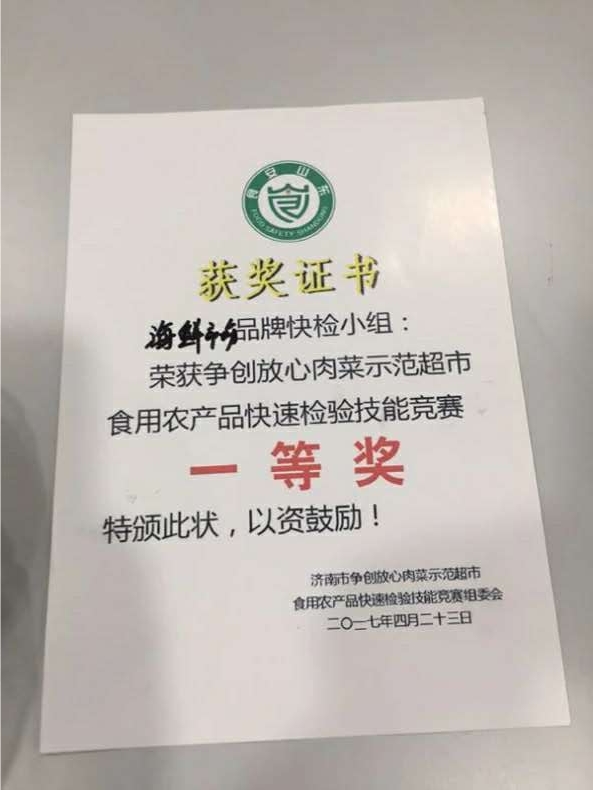 食安山东
FOOD SAFETY SHANDONG
获奖证书
海鲜市品牌快检小组：
荣获争创放心肉菜示范超市
食用农产品快速检验技能竞赛
一等奖
特颁此状，以资鼓励！
济南市争创放心肉菜示范超市
食用农产品快速检验技能竞赛组委会
二〇一七年四月二十三日